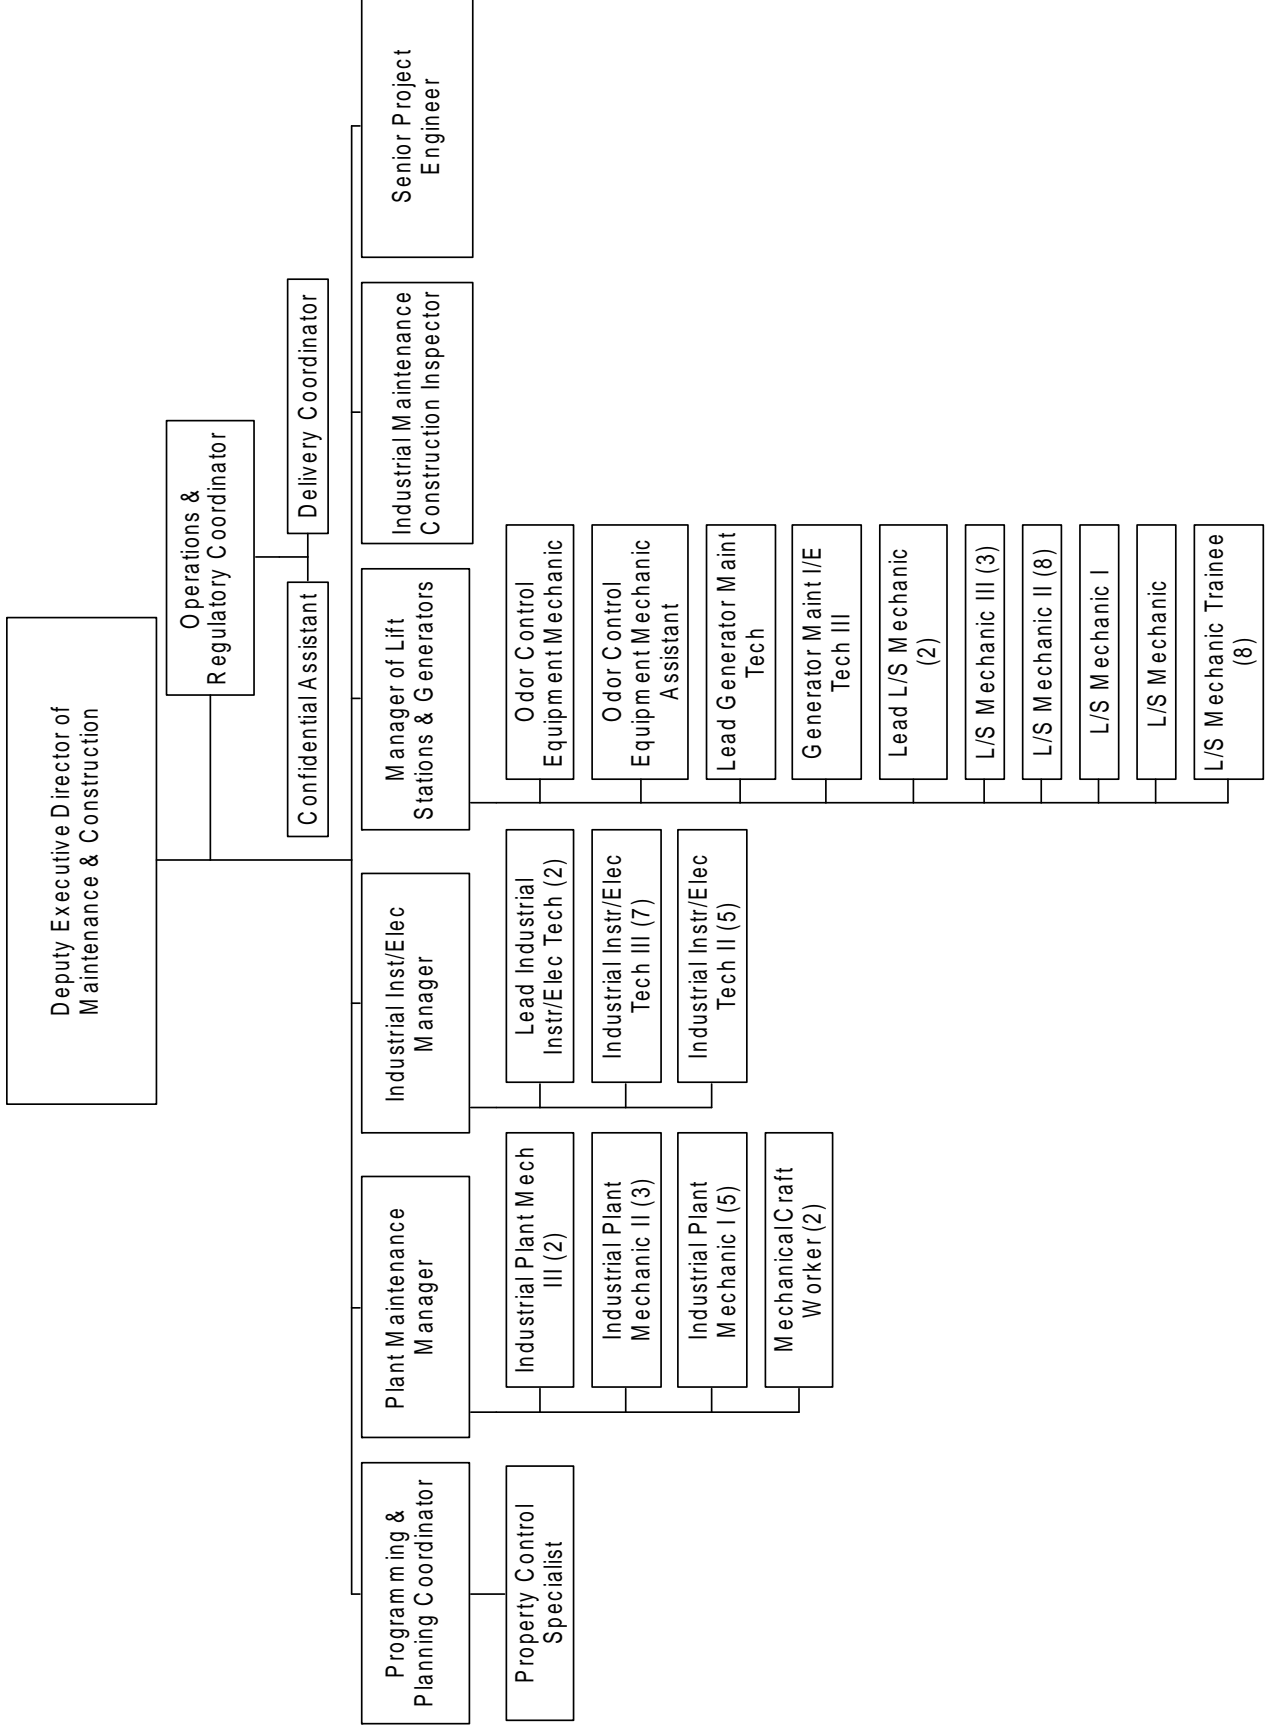 Deputy Executive Director of
Maintenance & Construction
Operations &
Regulatory Coordinator
Confidential Assistant
Delivery Coordinator
Programming &
Planning Coordinator
Property Control
Specialist
Plant Maintenance
Manager
Industrial Plant Mech
III (2)
Industrial Plant
Mechanic II (3)
Industrial Plant
Mechanic I (5)
Mechanical Craft
Worker (2)
Industrial Inst/Elec
Manager
Lead Industrial
Instr/Elec Tech (2)
Industrial Instr/Elec
Tech III (7)
Industrial Instr/Elec
Tech II (5)
Manager of Lift
Stations & Generators
Odor Control
Equipment Mechanic
Odor Control
Equipment Mechanic
Assistant
Lead Generator Maint
Tech
Generator Maint I/E
Tech III
Lead L/S Mechanic
(2)
L/S Mechanic III (3)
L/S Mechanic II (8)
L/S Mechanic I
L/S Mechanic
L/S Mechanic Trainee
(8)
Industrial Maintenance
Construction Inspector
Senior Project
Engineer